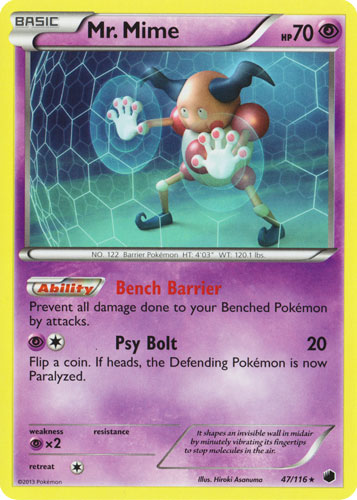 BASIC
Mr. Mime
HP70
NO. 122 Barrier Pokémon HT: 4'03" WT: 120.1 lbs.
Ability Bench Barrier
Prevent all damage done to your Benched Pokémon
by attacks.
Psy Bolt 20
Flip a coin. If heads, the Defending Pokémon is now
Paralyzed.
weakness resistance
×2
It shapes an invisible wall in midair
by minutely vibrating its fingertips
to stop molecules in the air.
retreat
©2013 Pokémon
Illus. Hiroki Asanuma
47/116 ★